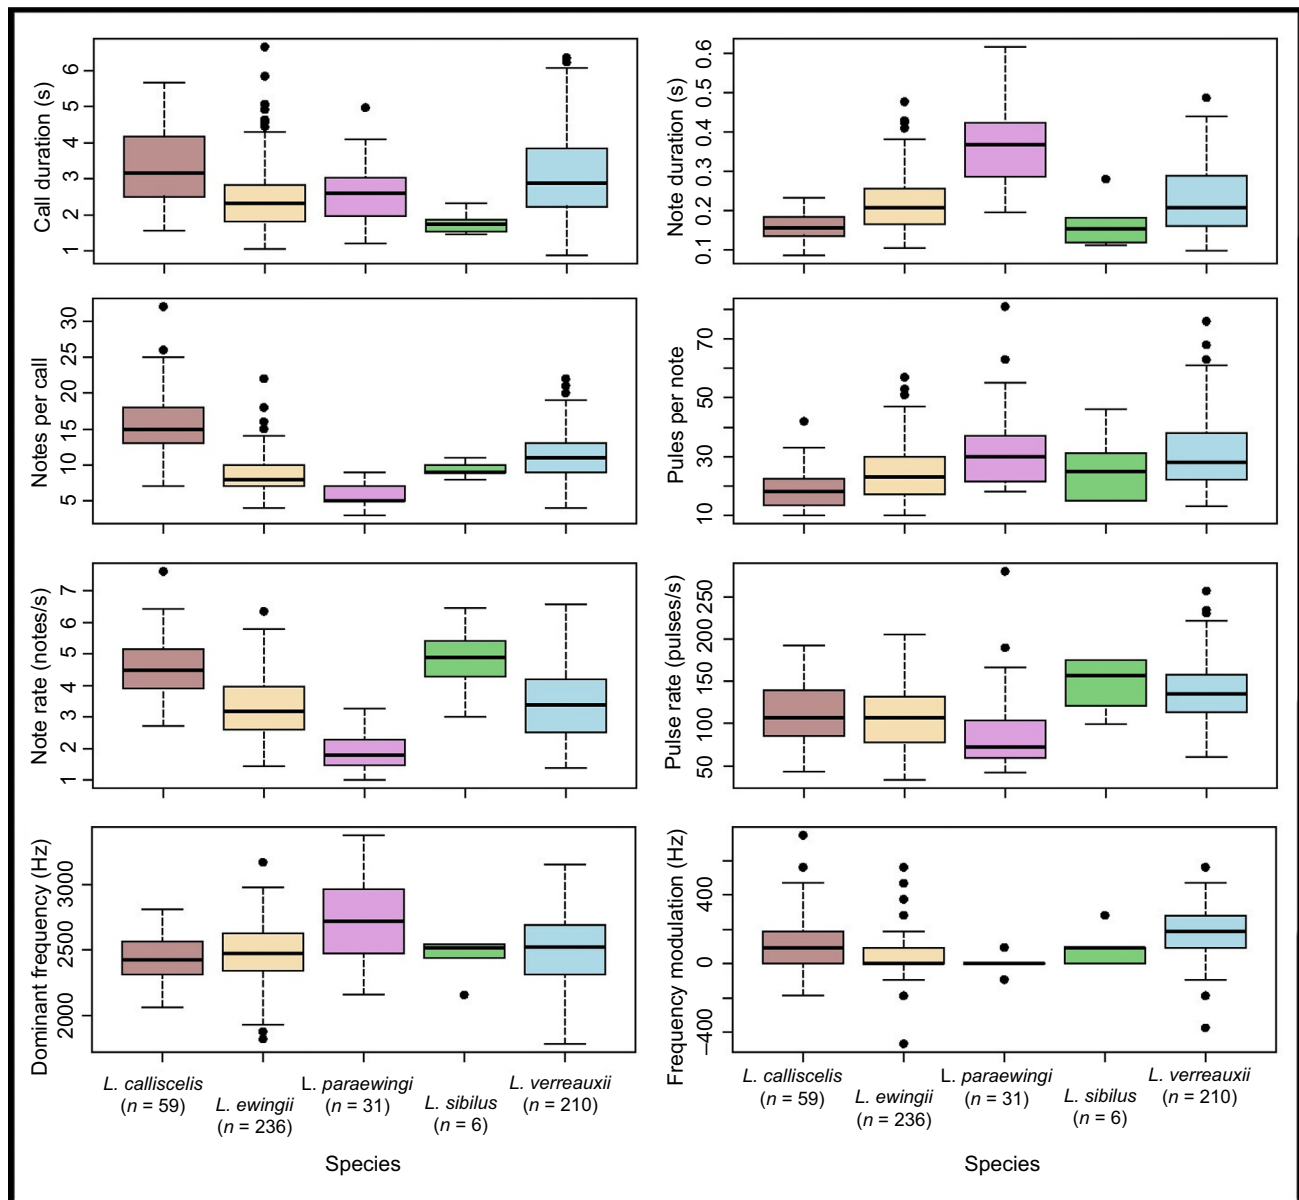 Call duration (s)
1 2 3 4 5 6
Note duration (s)
0.1 0.2 0.3 0.4 0.5 0.6
Notes per call
5 10 15 20 25 30
Pules per note
10 30 50 70
Note rate (notes/s)
1 2 3 4 5 6 7
Pulse rate (pulses/s)
50 100 150 200 250
Dominant frequency (Hz)
2000 2500 3000
Frequency modulation (Hz)
–400 0 400
L. calliscelis
(n = 59)
L. ewingii
(n = 236)
L. paraewingi
(n = 31)
L. sibilus
(n = 6)
L. verreauxii
(n = 210)
Species
L. calliscelis
(n = 59)
L. ewingii
(n = 236)
L. paraewingi
(n = 31)
L. sibilus
(n = 6)
L. verreauxii
(n = 210)
Species